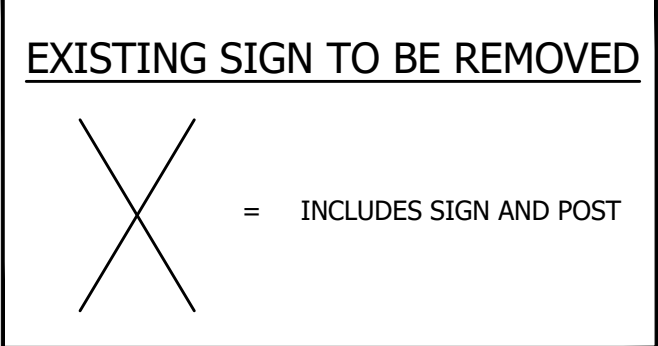 EXISTING SIGN TO BE REMOVED
= INCLUDES SIGN AND POST